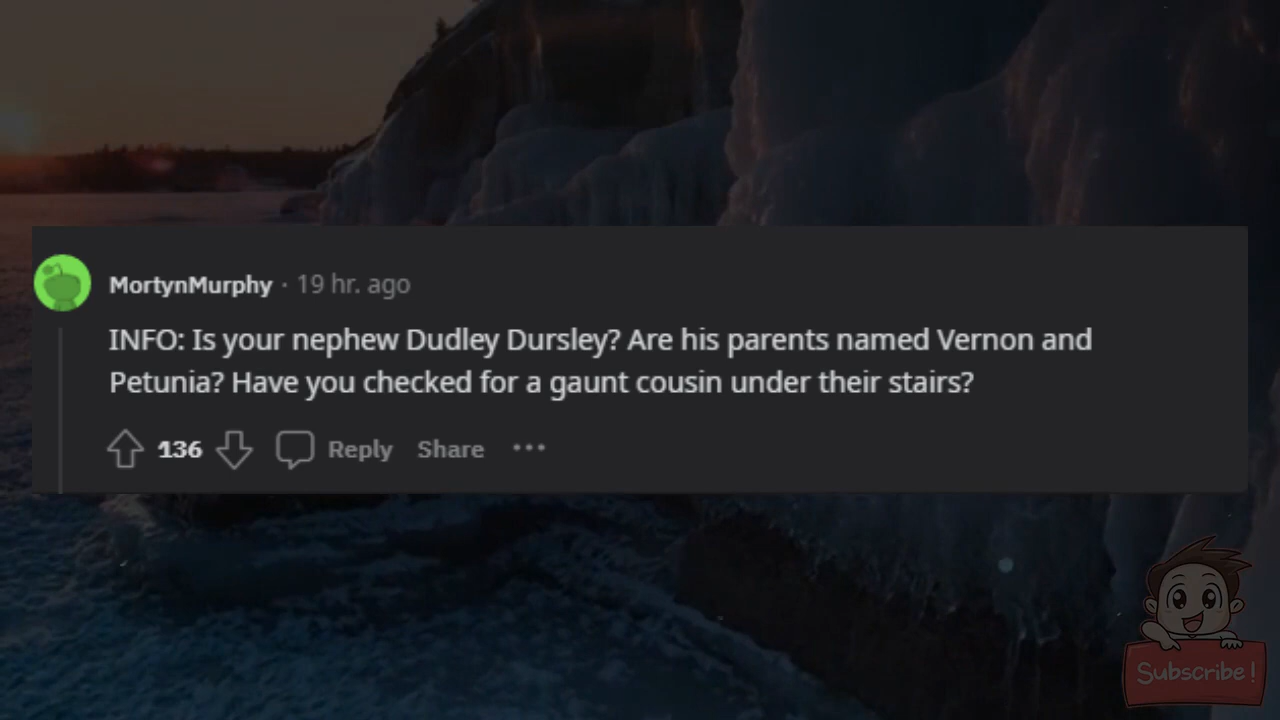 MortynMurphy · 19 hr. ago
INFO: Is your nephew Dudley Dursley? Are his parents named Vernon and
Petunia? Have you checked for a gaunt cousin under their stairs?
136 Reply Share ···
Subscribe!